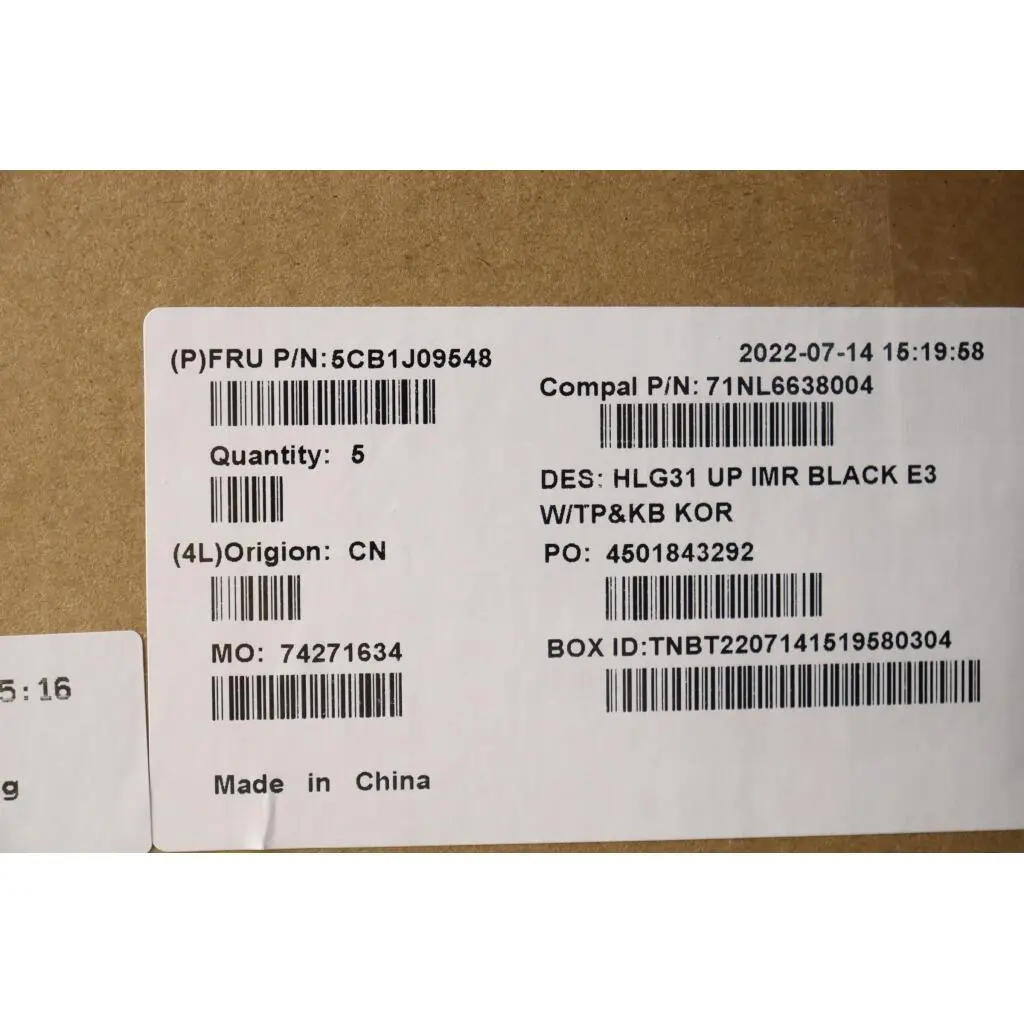 (P)FRU P/N:5CB1J09548
Quantity: 5
(4L)Origion: CN
MO: 74271634
Made in China
2022-07-14 15:19:58
Compal P/N: 71NL6638004
DES: HLG31 UP IMR BLACK E3
W/TP&KB KOR
PO: 4501843292
BOX ID:TNBT2207141519580304
5:16
g